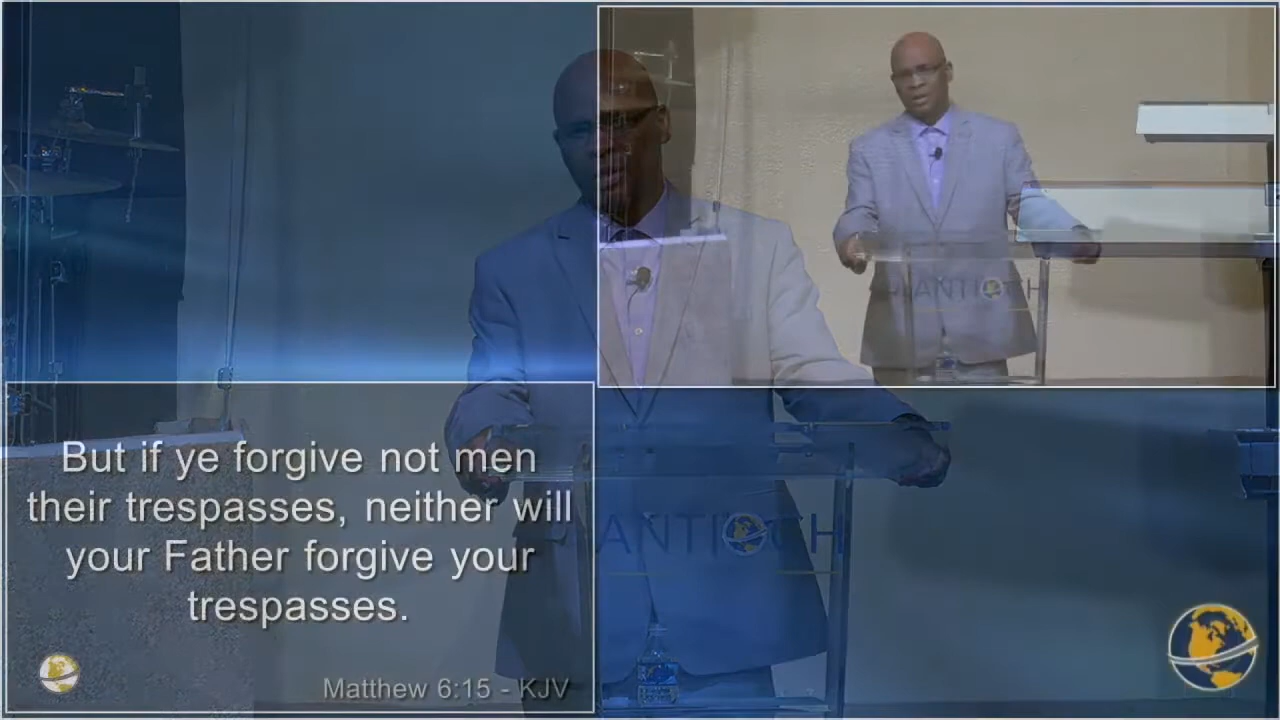 But if ye forgive not men
their trespasses, neither will
your Father forgive your
trespasses.
Matthew 6:15 - KJV
ANTIOCH
ANTIOCH